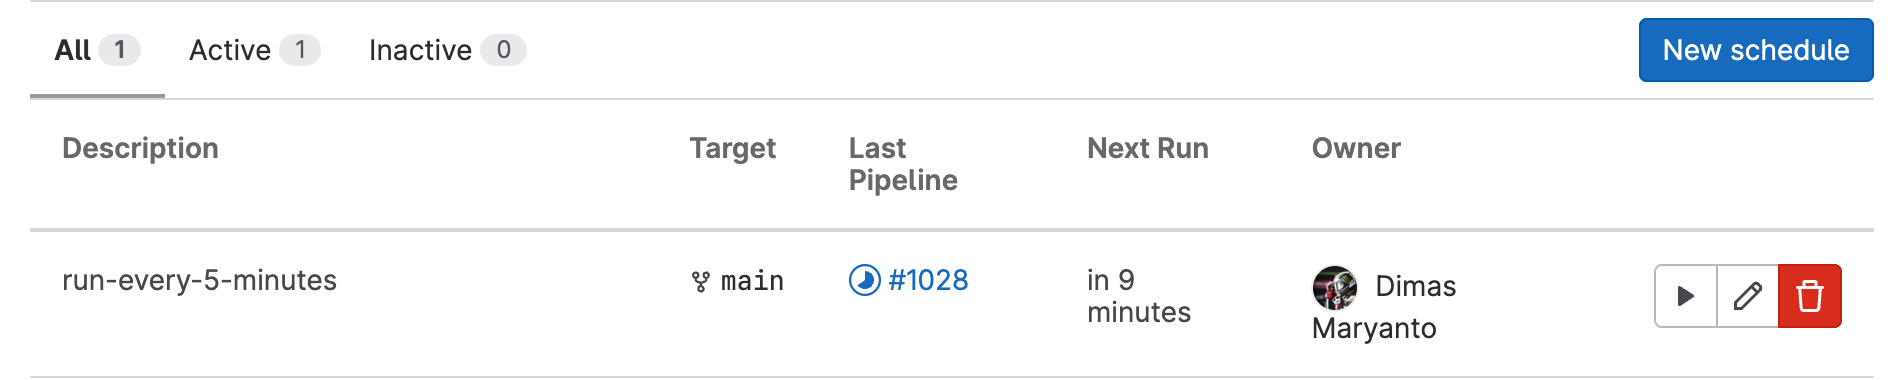 All 1 Active 1 Inactive 0 New schedule
Description Target Last Pipeline Next Run Owner
run-every-5-minutes main #1028 in 9 minutes Dimas Maryanto